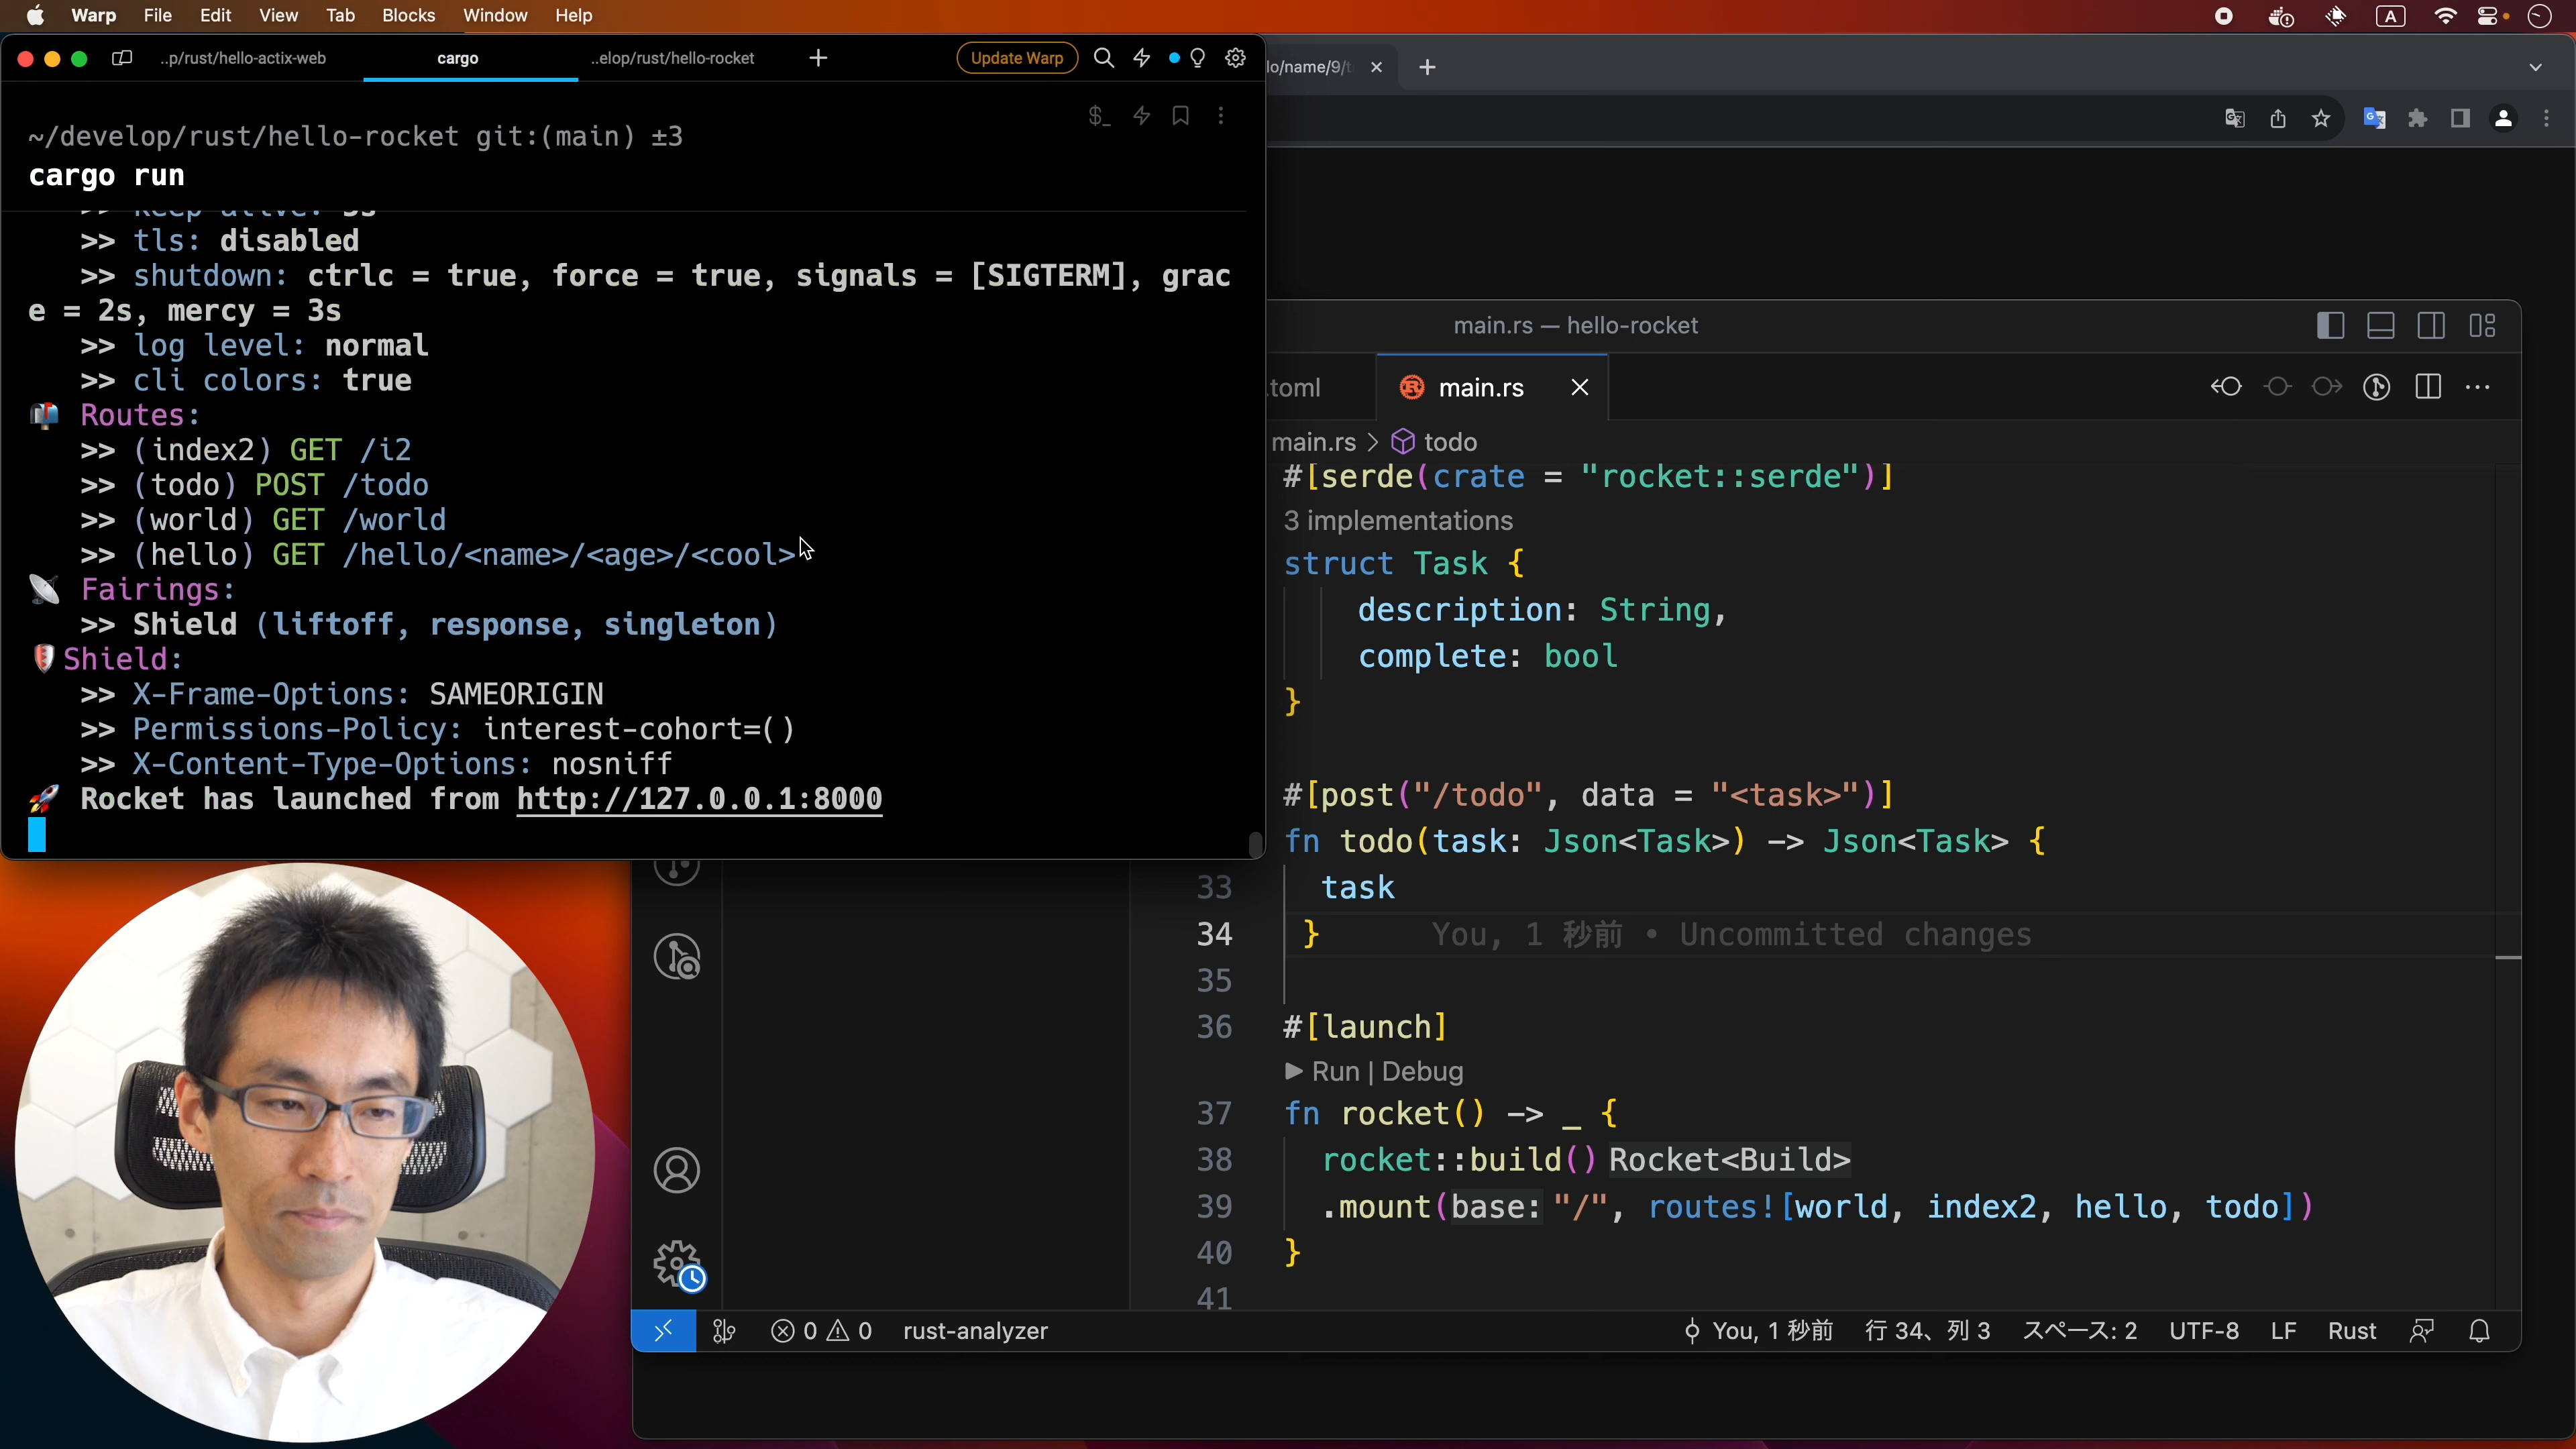 Warp File Edit View Tab Blocks Window Help
A
..p/rust/hello-actix-web
cargo
..elop/rust/hello-rocket
Update Warp
~/develop/rust/hello-rocket git:(main) ±3
cargo run
>> keep-alive: 5s
>> tls: disabled
>> shutdown: ctrlc = true, force = true, signals = [SIGTERM], grac
e = 2s, mercy = 3s
>> log level: normal
>> cli colors: true
Routes:
>> (index2) GET /i2
>> (todo) POST /todo
>> (world) GET /world
>> (hello) GET /hello/<name>/<age>/<cool>
Fairings:
>> Shield (liftoff, response, singleton)
Shield:
>> X-Frame-Options: SAMEORIGIN
>> Permissions-Policy: interest-cohort=()
>> X-Content-Type-Options: nosniff
Rocket has launched from http://127.0.0.1:8000
lo/name/9/t
main.rs — hello-rocket
.toml
main.rs
main.rs > todo
#[serde(crate = "rocket::serde")]
3 implementations
struct Task {
description: String,
complete: bool
}
#[post("/todo", data = "<task>")]
fn todo(task: Json<Task>) -> Json<Task> {
33 task
34 } You, 1 秒前 • Uncommitted changes
35
36 #[launch]
Run | Debug
37 fn rocket() -> _ {
38 rocket::build() Rocket<Build>
39 .mount(base: "/", routes![world, index2, hello, todo])
40 }
41
0 0 rust-analyzer
You, 1 秒前 行 34、列 3 スペース: 2 UTF-8 LF Rust